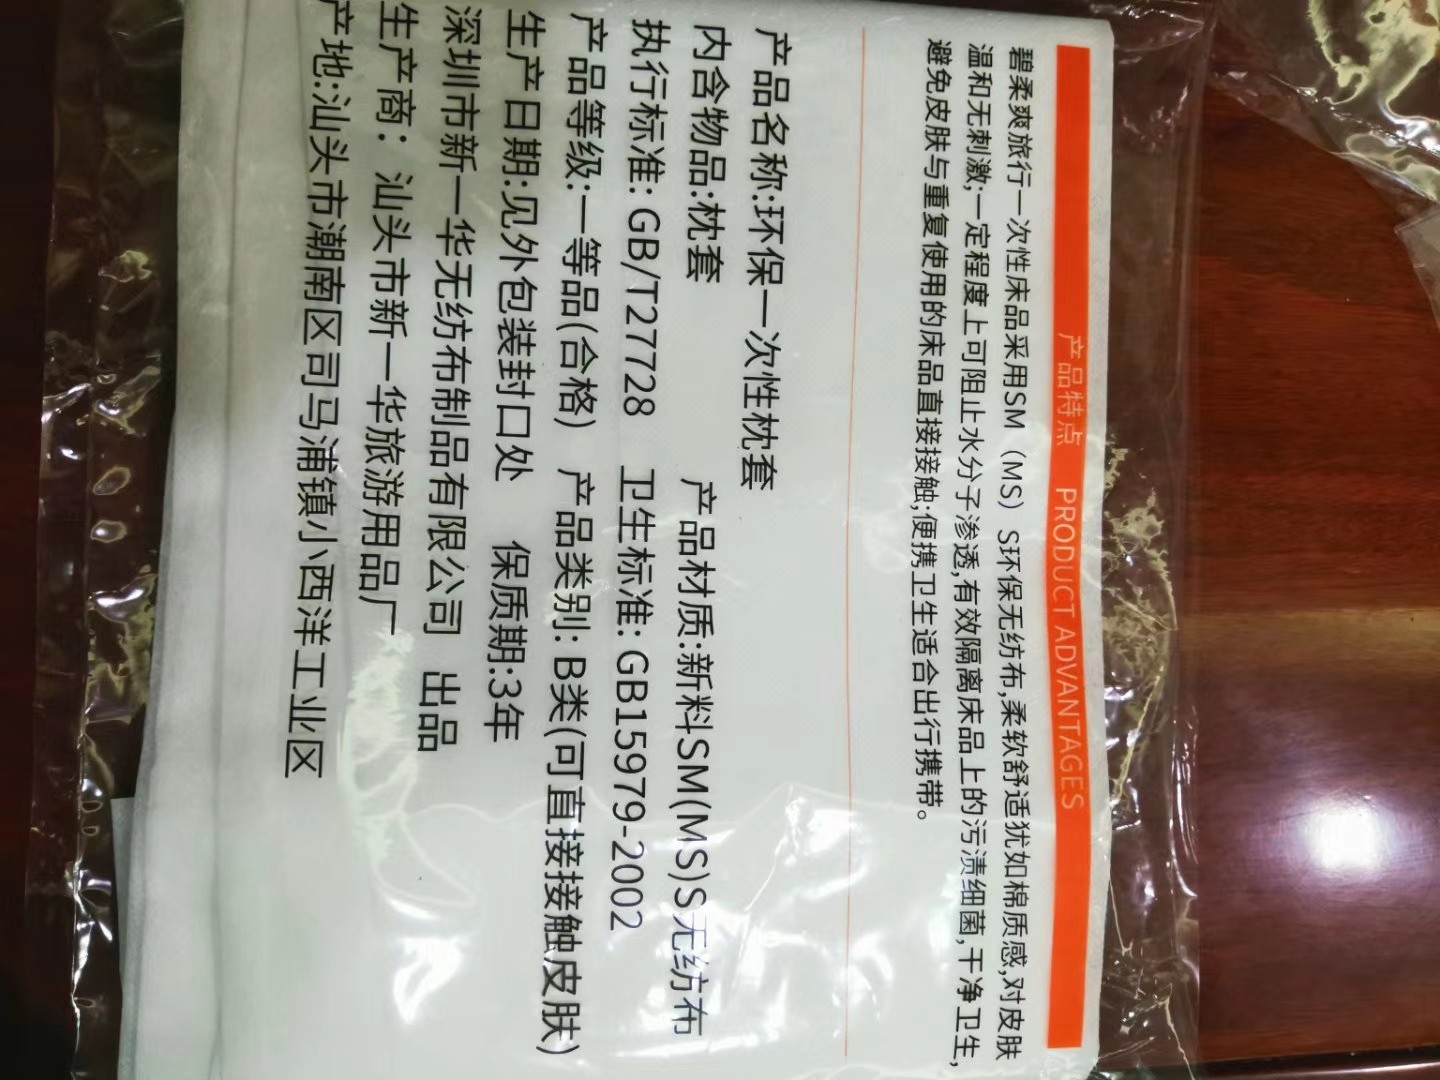 产品特点 PRODUCT ADVANTAGES
碧柔爽旅行一次性床品采用SM（MS）S环保无纺布,柔软舒适犹如棉质感,对皮肤
温和无刺激;一定程度上可阻止水分子渗透,有效隔离床品上的污渍细菌,干净卫生,
避免皮肤与重复使用的床品直接接触;便携卫生适合出行携带。
产品名称:环保一次性枕套
内含物品:枕套 产品材质:新料SM(MS)S无纺布
执行标准: GB/T27728 卫生标准: GB15979-2002
产品等级:一等品(合格) 产品类别: B类(可直接接触皮肤)
生产日期:见外包装封口处 保质期:3年
深圳市新一华无纺布制品有限公司 出品
生产商：汕头市新一华旅游用品厂
产地:汕头市潮南区司马浦镇小西洋工业区